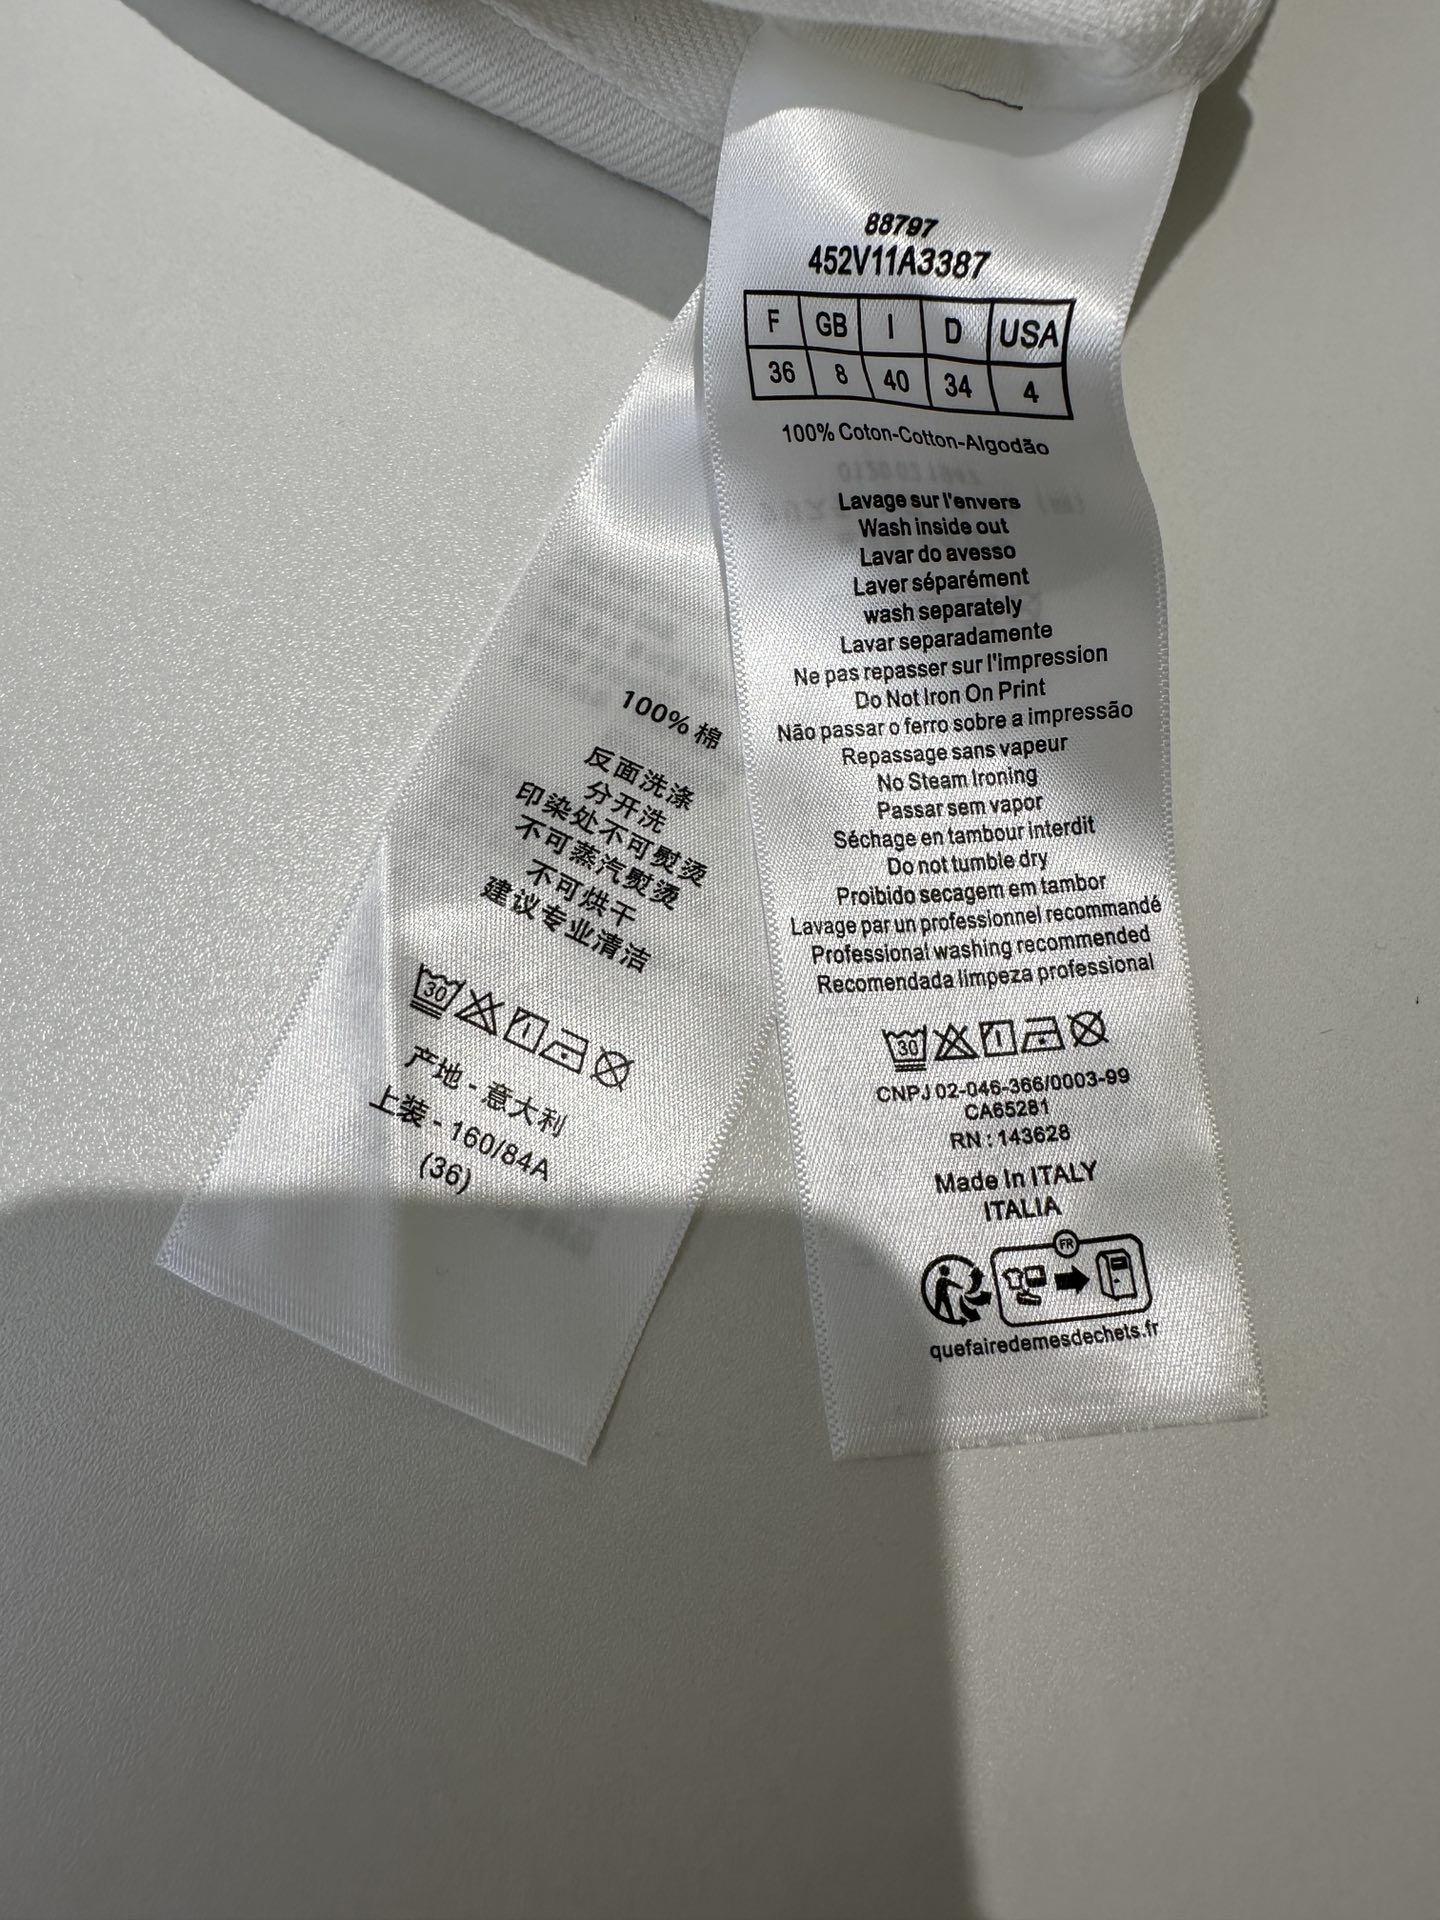 88797
452V11A3387
F GB I D USA
36 8 40 34 4
100% Coton-Cotton-Algodão
Lavage sur l'envers
Wash inside out
Lavar do avesso
Laver séparément
wash separately
Lavar separadamente
Ne pas repasser sur l'impression
Do Not Iron On Print
Não passar o ferro sobre a impressão
Repassage sans vapeur
No Steam Ironing
Passar sem vapor
Séchage en tambour interdit
Do not tumble dry
Proibido secagem em tambor
Lavage par un professionnel recommandé
Professional washing recommended
Recomendada limpeza professional
30
CNPJ 02-046-366/0003-99
CA65281
RN : 143628
Made In ITALY
ITALIA
FR
quefairedemesdechets.fr
100% 棉
反面洗涤
分开洗
印染处不可熨烫
不可蒸汽熨烫
不可烘干
建议专业清洁
30
产地 - 意大利
上装 - 160/84A
(36)